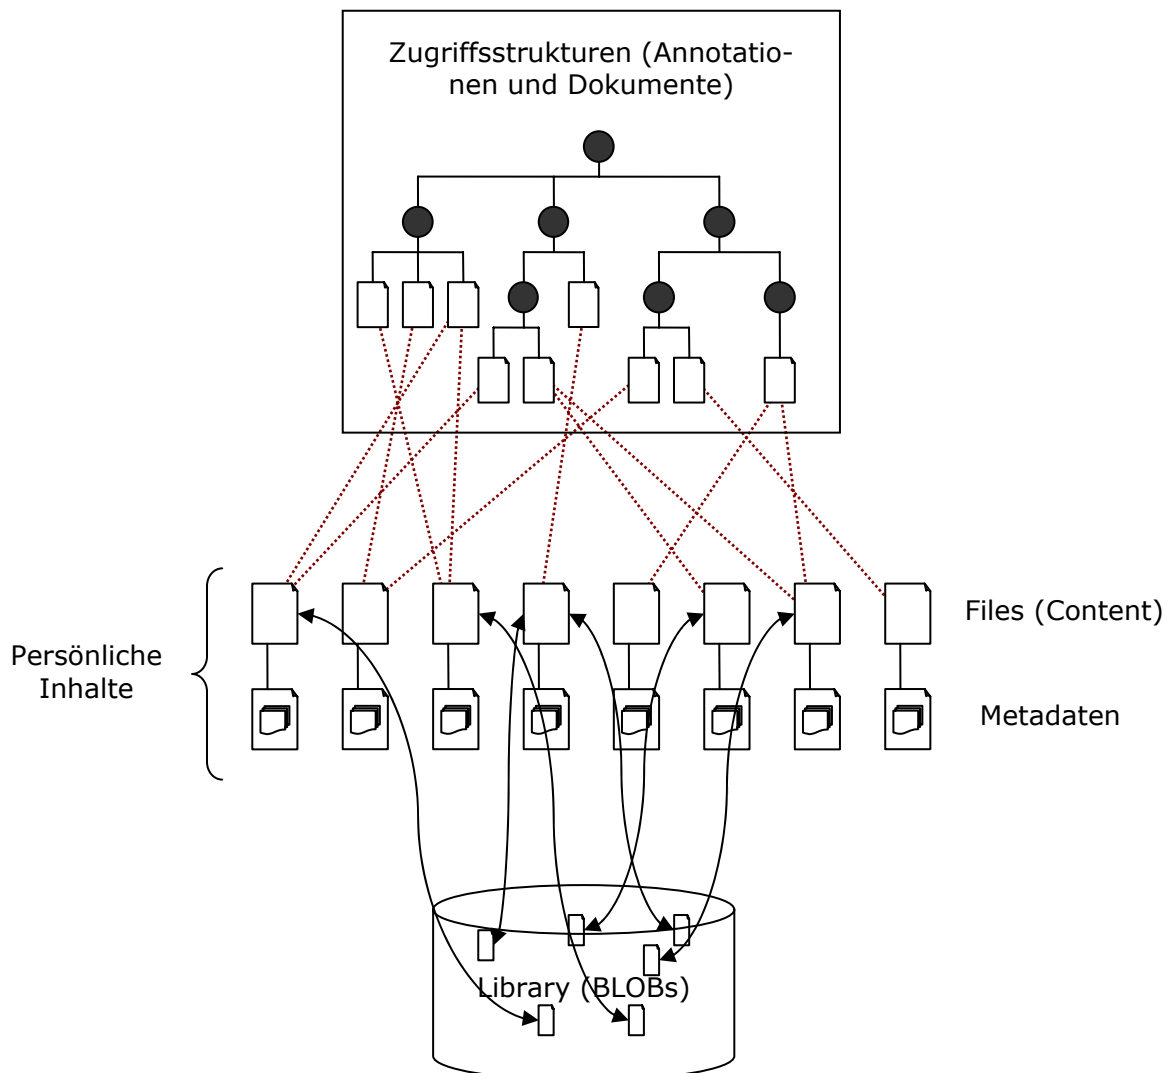 Zugriffsstrukturen (Annotatio-
nen und Dokumente)
Files (Content)
Persönliche
Inhalte
Metadaten
Library (BLOBs)